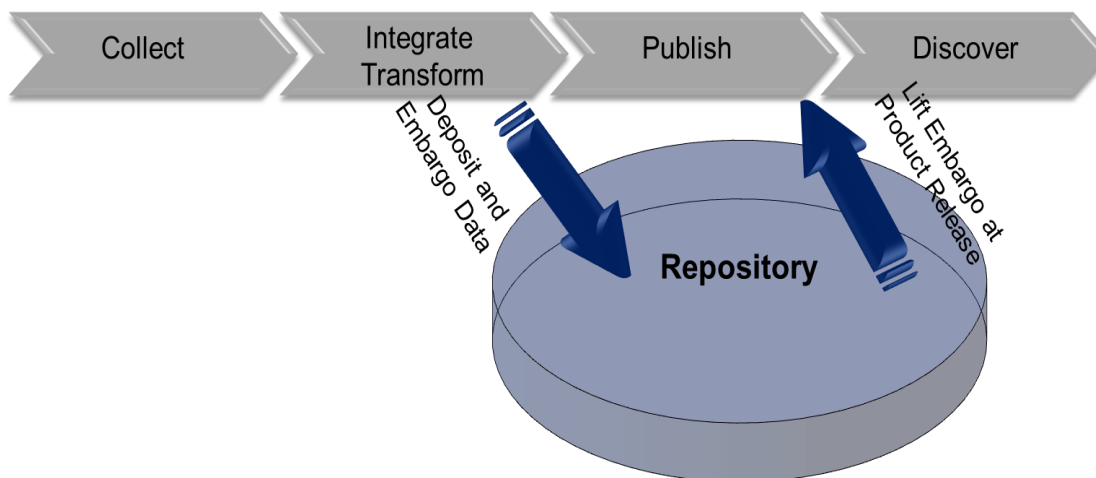 Collect
Integrate
Transform
Publish
Discover
Deposit and
Embargo Data
Lift Embargo at
Product Release
Repository